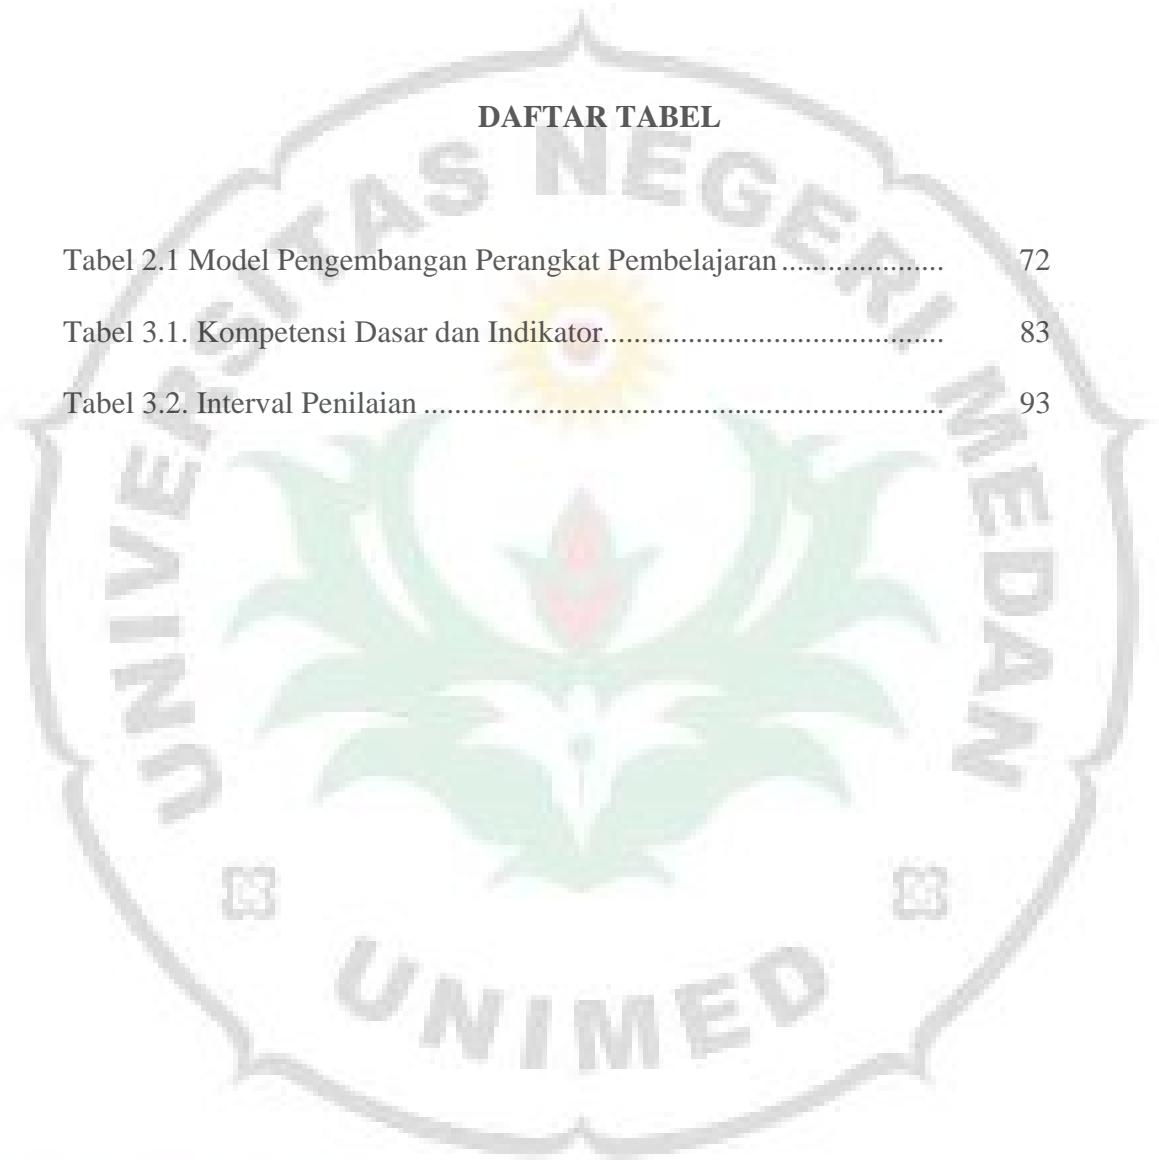 DAFTAR TABEL
Tabel 2.1 Model Pengembangan Perangkat Pembelajaran ..................... 72
Tabel 3.1. Kompetensi Dasar dan Indikator............................................ 83
Tabel 3.2. Interval Penilaian ................................................................... 93
UNIVERSITAS NEGERI MEDAN
UNIMED